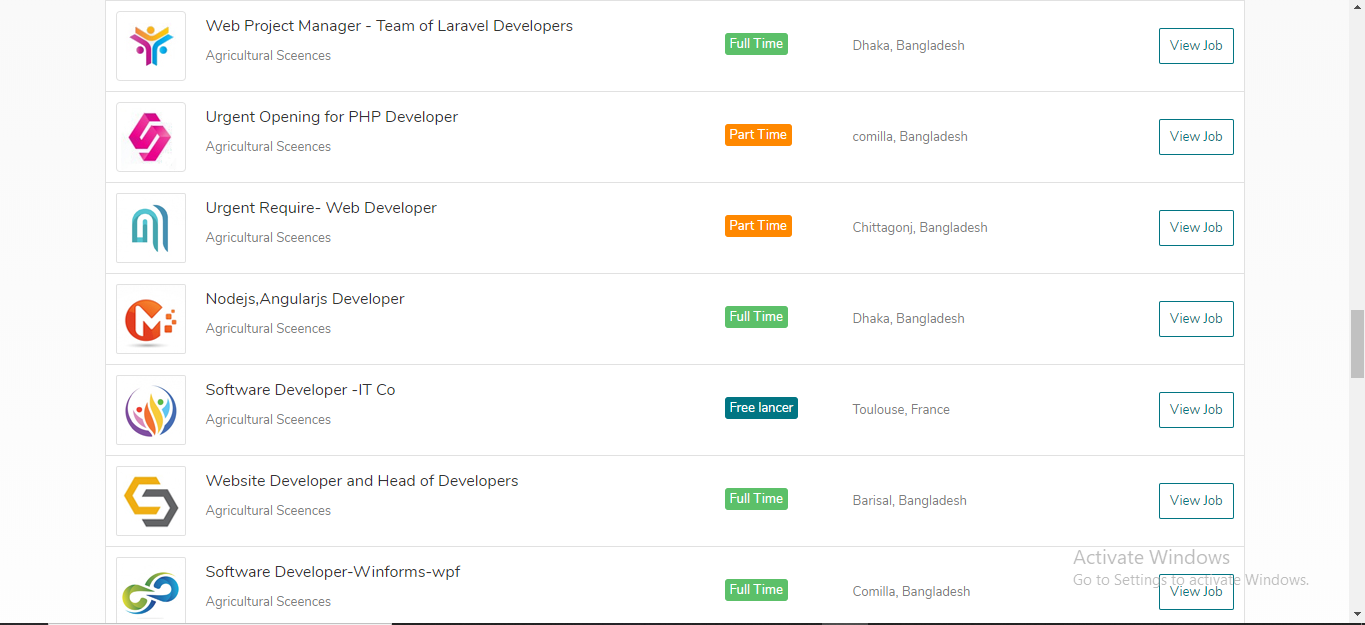 Web Project Manager - Team of Laravel Developers
Agricultural Sceences
Full Time
Dhaka, Bangladesh
View Job
Urgent Opening for PHP Developer
Agricultural Sceences
Part Time
comilla, Bangladesh
View Job
Urgent Require- Web Developer
Agricultural Sceences
Part Time
Chittagonj, Bangladesh
View Job
Nodejs,Angularjs Developer
Agricultural Sceences
Full Time
Dhaka, Bangladesh
View Job
Software Developer -IT Co
Agricultural Sceences
Free lancer
Toulouse, France
View Job
Website Developer and Head of Developers
Agricultural Sceences
Full Time
Barisal, Bangladesh
View Job
Software Developer-Winforms-wpf
Agricultural Sceences
Full Time
Comilla, Bangladesh
View Job
Activate Windows
Go to Settings to activate Windows.